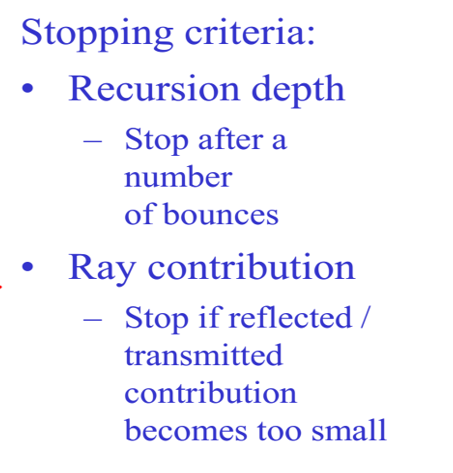 Stopping criteria:
• Recursion depth
– Stop after a
number
of bounces
• Ray contribution
– Stop if reflected /
transmitted
contribution
becomes too small